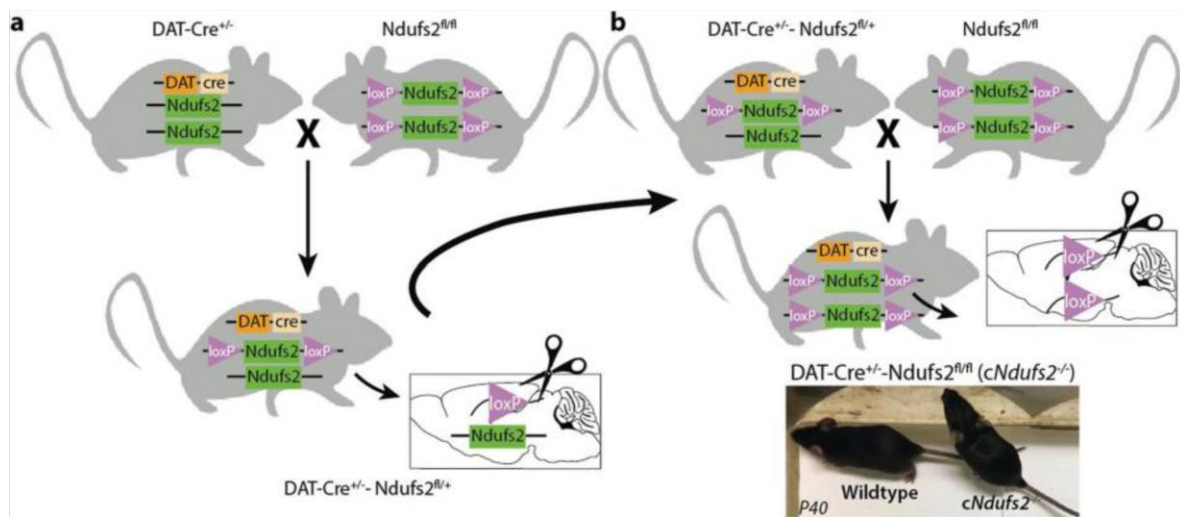 a
DAT-Cre+/-
Ndufs2fl/fl
DAT cre
Ndufs2
Ndufs2
loxP Ndufs2 loxP
loxP Ndufs2 loxP
X
DAT cre
loxP Ndufs2 loxP
Ndufs2
loxP
Ndufs2
DAT-Cre+/-- Ndufs2fl/+
b
DAT-Cre+/-- Ndufs2fl/+
Ndufs2fl/fl
DAT cre
loxP Ndufs2 loxP
Ndufs2
loxP Ndufs2 loxP
loxP Ndufs2 loxP
X
DAT cre
loxP Ndufs2 loxP
loxP Ndufs2 loxP
loxP
loxP
DAT-Cre+/--Ndufs2fl/fl (cNdufs2-/-)
Wildtype
P40
cNdufs2-/-